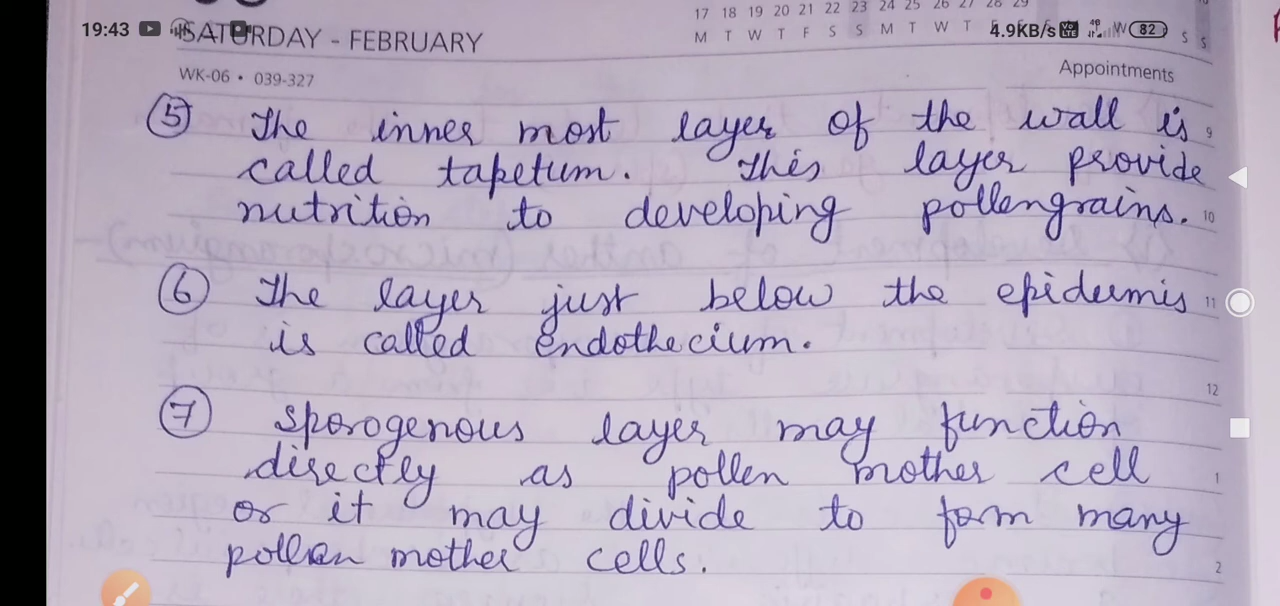 17 18 19 20 21 22 23 24 25 26 27 28 29
19:43 SATURDAY - FEBRUARY M T W T F S S M T W T 4.9KB/s Vo LTE 4G 82 S S
WK-06 • 039-327 Appointments
5 The inner most layer of the wall is 9
called tapetum. This layer provide
nutrition to developing pollengrains. 10
6 The layer just below the epidermis 11
is called endothecium.
12
7 Sporogenous layer may function
directly as pollen mother cell 1
or it may divide to form many
pollen mother cells. 2